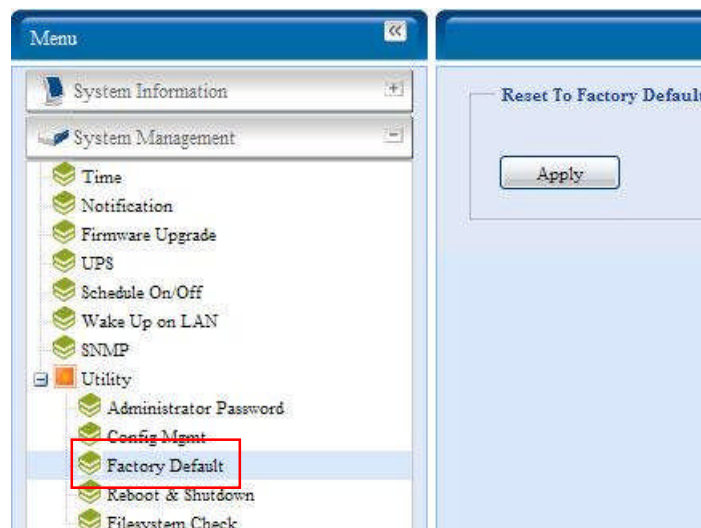 Menu
System Information
System Management
Time
Notification
Firmware Upgrade
UPS
Schedule On/Off
Wake Up on LAN
SNMP
Utility
Administrator Password
Config Mgmt
Factory Default
Reboot & Shutdown
Filesystem Check
Reset To Factory Default
Apply